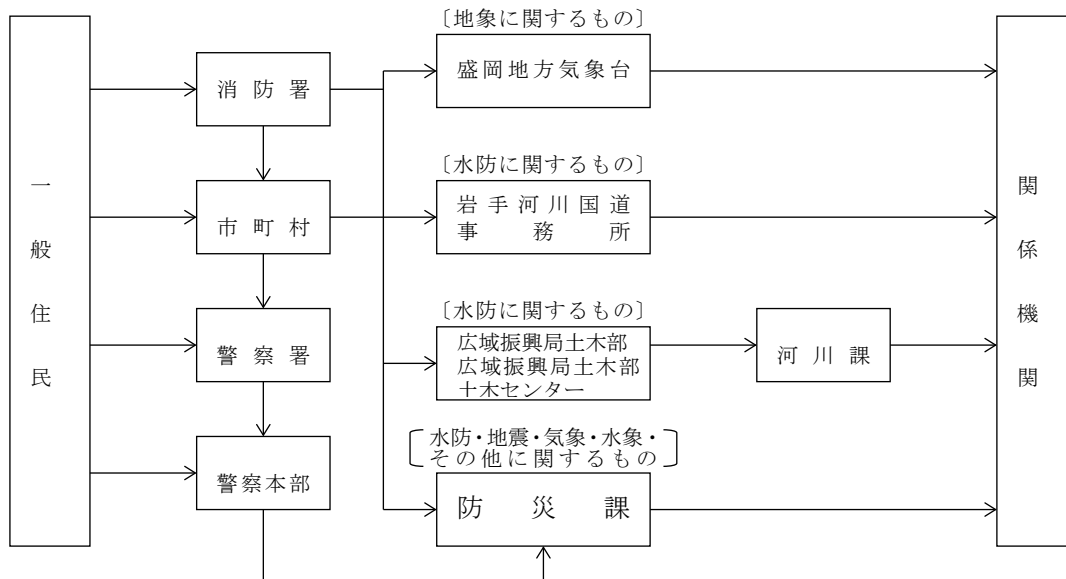 一般住民
消防署
市町村
警察署
警察本部
〔地象に関するもの〕
盛岡地方気象台
〔水防に関するもの〕
岩手河川国道
事務所
〔水防に関するもの〕
広域振興局土木部
広域振興局土木部
土木センター
河川課
水防・地震・気象・水象・
その他に関するもの
防災課
関係機関